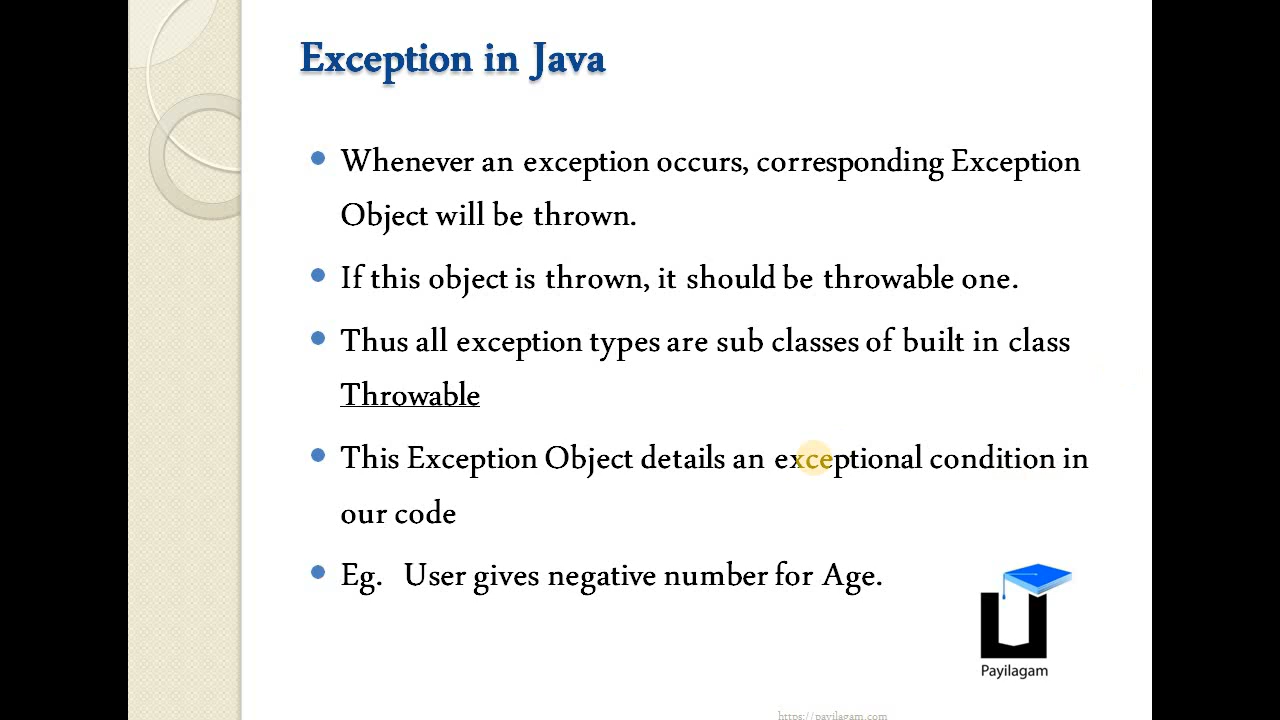 Exception in Java
Whenever an exception occurs, corresponding Exception
Object will be thrown.
If this object is thrown, it should be throwable one.
Thus all exception types are sub classes of built in class
Throwable
This Exception Object details an exceptional condition in
our code
Eg. User gives negative number for Age.
Payilagam
https://payilagam.com